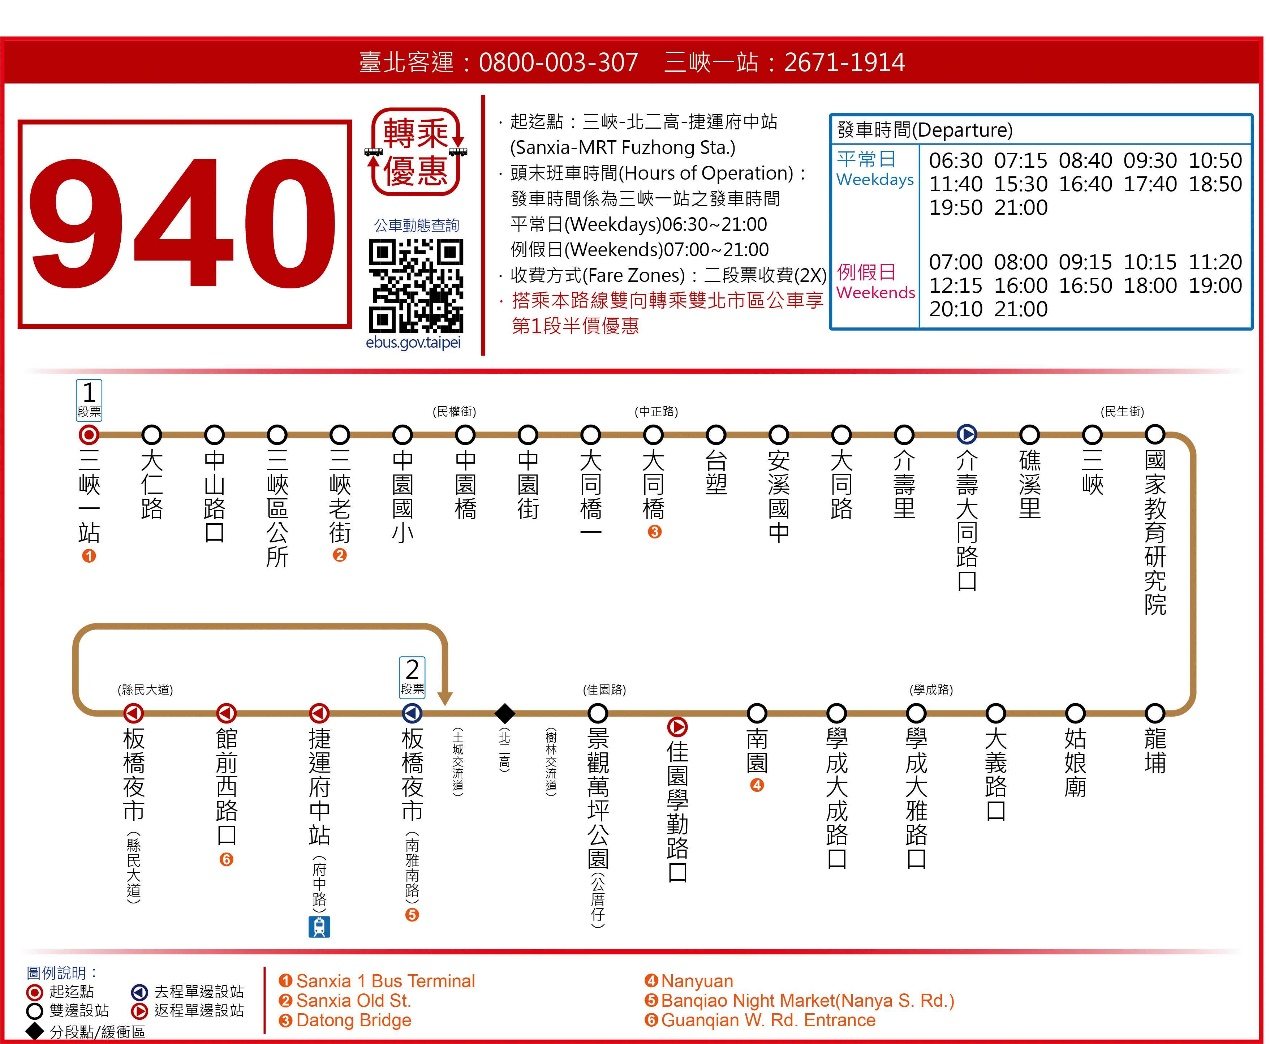 臺北客運：0800-003-307　三峽一站：2671-1914
940
轉乘
優惠
公車動態查詢
ebus.gov.taipei
· 起迄點：三峽-北二高-捷運府中站
(Sanxia-MRT Fuzhong Sta.)
· 頭末班車時間(Hours of Operation)：
發車時間係為三峽一站之發車時間
平常日(Weekdays)06:30~21:00
例假日(Weekends)07:00~21:00
· 收費方式(Fare Zones)：二段票收費(2X)
· 搭乘本路線雙向轉乘雙北市區公車享
第1段半價優惠
發車時間(Departure)
平常日
Weekdays
06:30 07:15 08:40 09:30 10:50
11:40 15:30 16:40 17:40 18:50
19:50 21:00
例假日
Weekends
07:00 08:00 09:15 10:15 11:20
12:15 16:00 16:50 18:00 19:00
20:10 21:00
1
段票
(民權街)
(中正路)
(民生街)
三峽一站
1
大仁路
中山路口
三峽區公所
三峽老街
2
中園國小
中園橋
中園街
大同橋一
大同橋
3
台塑
安溪國中
大同路
介壽里
介壽大同路口
礁溪里
三峽
國家教育研究院
2
段票
(縣民大道)
(佳園路)
(學成路)
板橋夜市(縣民大道)
館前西路口
6
捷運府中站(府中路)
板橋夜市(南雅南路)
5
(土城交流道)
(北二高)
(樹林交流道)
景觀萬坪公園(公厝仔)
佳園學勤路口
南園
4
學成大成路口
學成大雅路口
大義路口
姑娘廟
龍埔
圖例說明：
起迄點
去程單邊設站
雙邊設站
返程單邊設站
分段點/緩衝區
1 Sanxia 1 Bus Terminal
2 Sanxia Old St.
3 Datong Bridge
4 Nanyuan
5 Banqiao Night Market(Nanya S. Rd.)
6 Guanqian W. Rd. Entrance